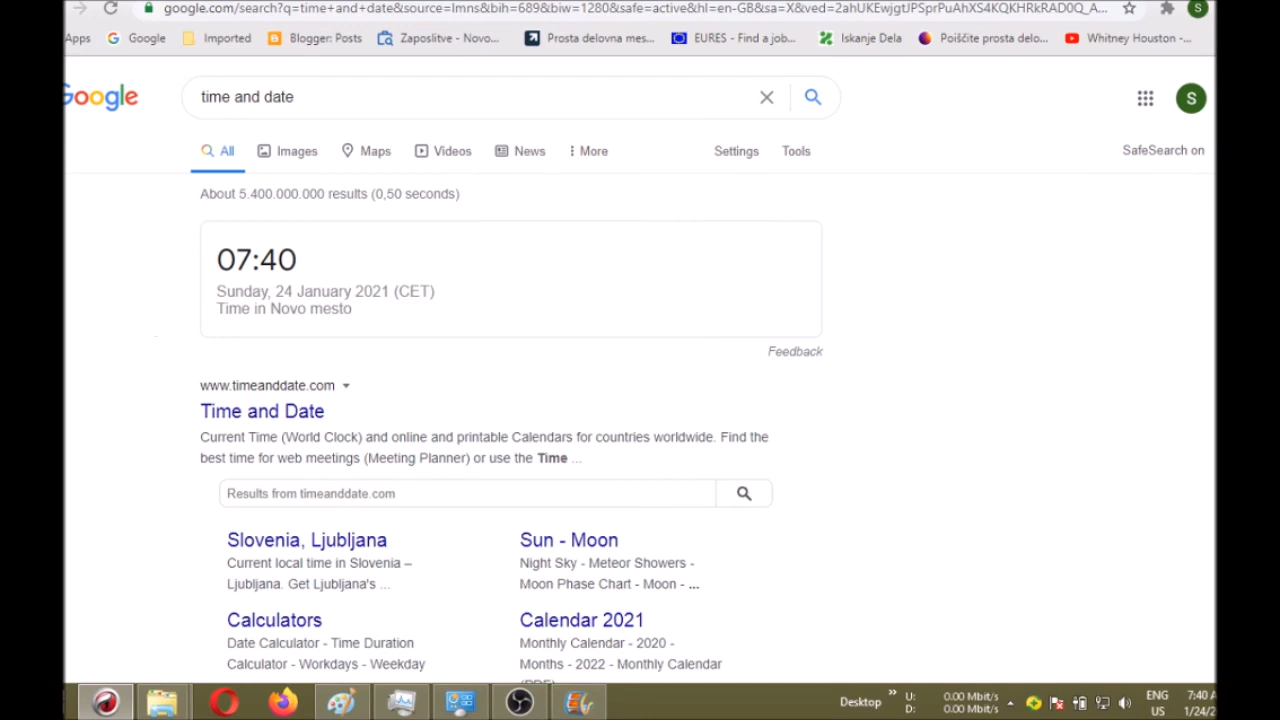 google.com/search?q=time+and+date&source=lmns&bih=689&biw=1280&safe=active&hl=en-GB&sa=X&ved=2ahUKEwjgtJPSprPuAhXS4KQKHRkRAD0Q_A... S
Apps Google Imported Blogger: Posts Zaposlitve - Novo... Prosta delovna mes... EURES - Find a job... Iskanje Dela Poiščite prosta delo... Whitney Houston -...
Google time and date S
All Images Maps Videos News More Settings Tools SafeSearch on
About 5.400.000.000 results (0,50 seconds)
07:40
Sunday, 24 January 2021 (CET)
Time in Novo mesto
Feedback
www.timeanddate.com
Time and Date
Current Time (World Clock) and online and printable Calendars for countries worldwide. Find the
best time for web meetings (Meeting Planner) or use the Time ...
Results from timeanddate.com
Slovenia, Ljubljana
Current local time in Slovenia –
Ljubljana. Get Ljubljana's ...
Sun - Moon
Night Sky - Meteor Showers -
Moon Phase Chart - Moon - ...
Calculators
Date Calculator - Time Duration
Calculator - Workdays - Weekday
Calendar 2021
Monthly Calendar - 2020 -
Months - 2022 - Monthly Calendar
Desktop » U: 0.00 Mbit/s ENG 7:40
D: 0.00 Mbit/s US 1/24/2